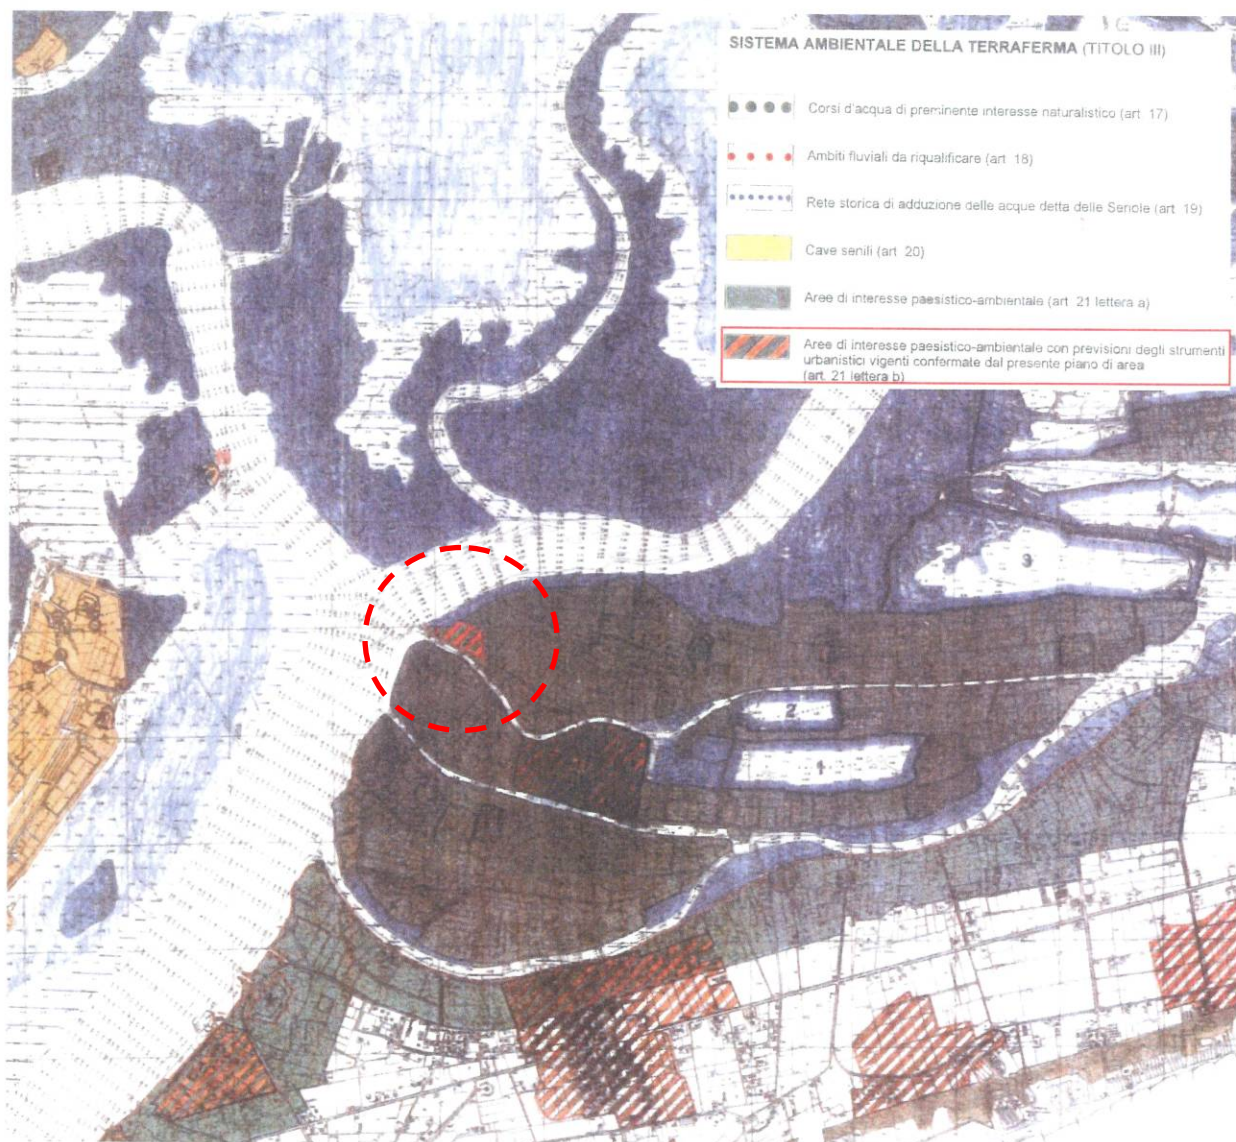 SISTEMA AMBIENTALE DELLA TERRAFERMA (TITOLO III)
Corsi d'acqua di preminente interesse naturalistico (art 17)
Ambiti fluviali da riqualificare (art 18)
Rete storica di adduzione delle acque detta delle Seriole (art 19)
Cave senili (art 20)
Aree di interesse paesistico-ambientale (art 21 lettera a)
Aree di interesse paesistico-ambientale con previsioni degli strumenti
urbanistici vigenti confermate dal presente piano di area
(art. 21 lettera b)
3
2
1